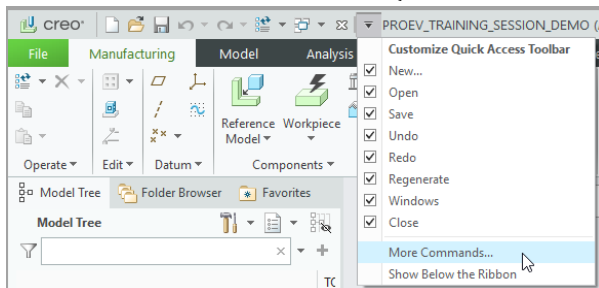 creo® PROEV_TRAINING_SESSION_DEMO (
File Manufacturing Model Analysis
Customize Quick Access Toolbar
New...
Open
Save
Undo
Redo
Regenerate
Windows
Close
More Commands...
Show Below the Ribbon
Reference Model Workpiece
Operate Edit Datum Components
Model Tree Folder Browser Favorites
Model Tree